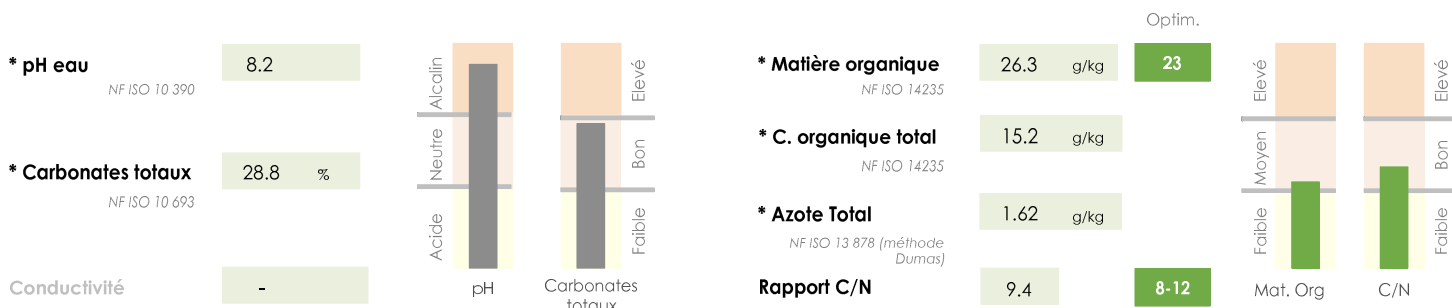 Optim.
* pH eau 8.2
NF ISO 10 390
Alcalin
Neutre
Acide
Elevé
Bon
Faible
* Carbonates totaux 28.8 %
NF ISO 10 693
Conductivité -
pH
Carbonates
totaux
* Matière organique 26.3 g/kg 23
NF ISO 14235
* C. organique total 15.2 g/kg
NF ISO 14235
* Azote Total 1.62 g/kg
NF ISO 13 878 (méthode
Dumas)
Rapport C/N 9.4 8-12
Elevé
Moyen
Faible
Elevé
Bon
Faible
Mat. Org
C/N